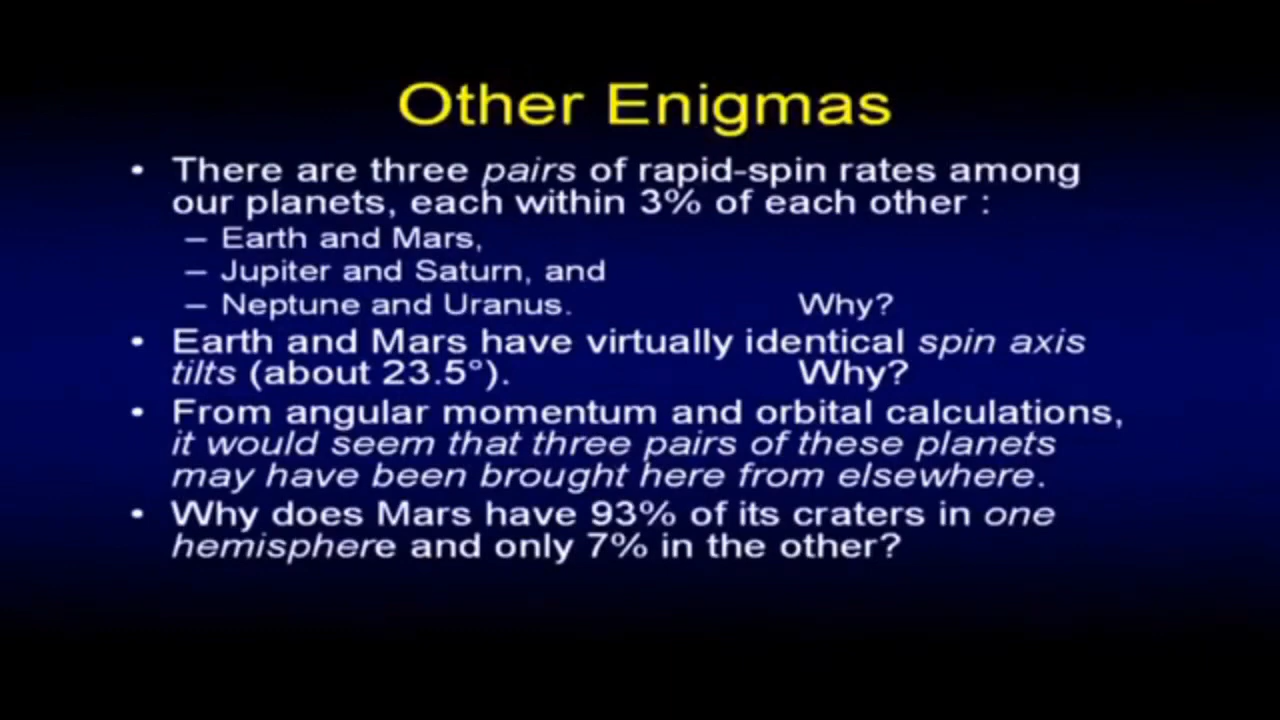 Other Enigmas
• There are three pairs of rapid-spin rates among
our planets, each within 3% of each other :
– Earth and Mars,
– Jupiter and Saturn, and
– Neptune and Uranus. Why?
• Earth and Mars have virtually identical spin axis
tilts (about 23.5°). Why?
• From angular momentum and orbital calculations,
it would seem that three pairs of these planets
may have been brought here from elsewhere.
• Why does Mars have 93% of its craters in one
hemisphere and only 7% in the other?